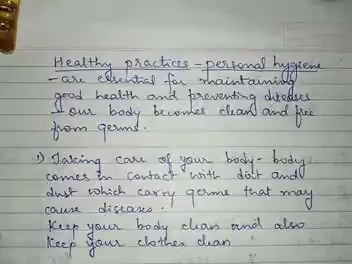 Healthy practices - personal hygiene
- are essential for maintaining
good health and preventing diseases
- our body becomes clean and free
from germs.
1) Taking care of your body - body
comes in contact with dirt and
dust which carry germs that may
cause diseases.
Keep your body clean and also
Keep your clothes clean